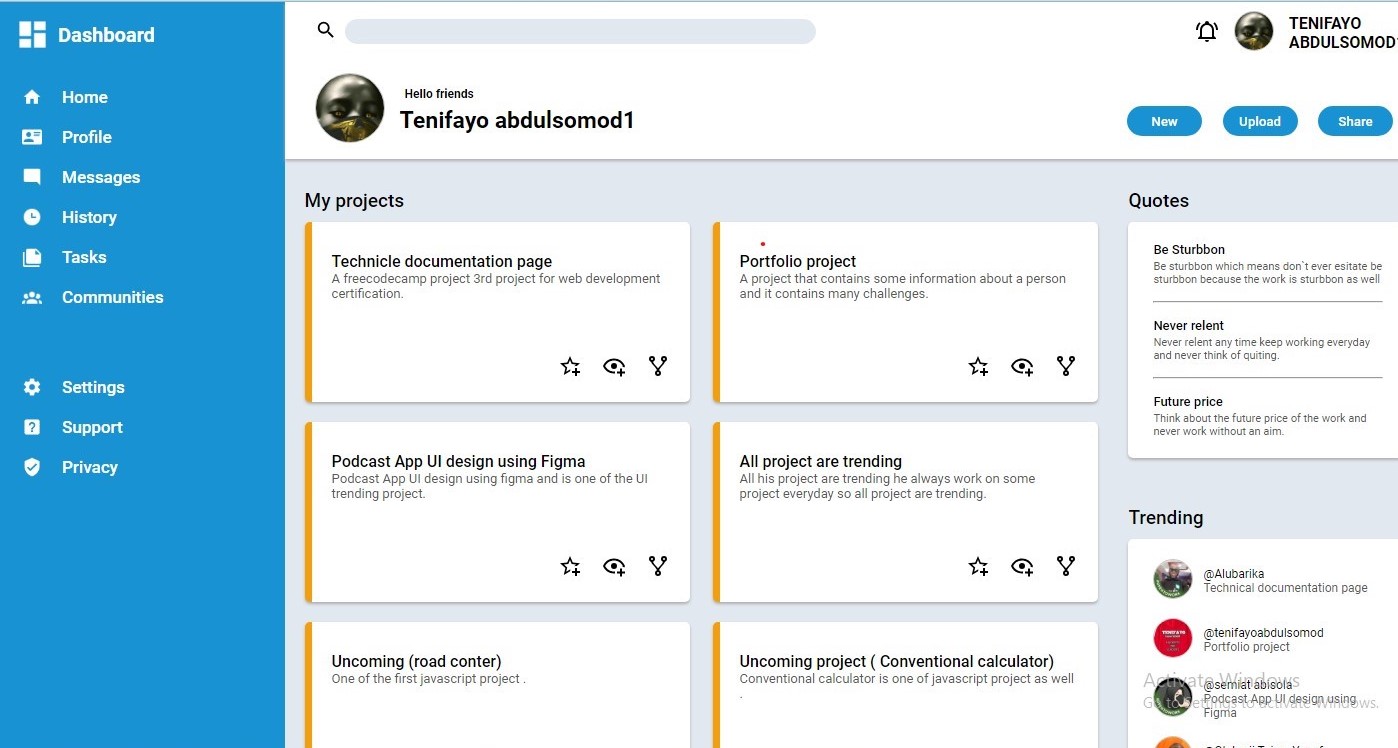 Dashboard
Home
Profile
Messages
History
Tasks
Communities
Settings
Support
Privacy
TENIFAYO
ABDULSOMOD1
Hello friends
Tenifayo abdulsomod1
New
Upload
Share
My projects
Technicle documentation page
A freecodecamp project 3rd project for web development
certification.
Portfolio project
A project that contains some information about a person
and it contains many challenges.
Podcast App UI design using Figma
Podcast App UI design using figma and is one of the UI
trending project.
All project are trending
All his project are trending he always work on some
project everyday so all project are trending.
Uncoming (road conter)
One of the first javascript project .
Uncoming project ( Conventional calculator)
Conventional calculator is one of javascript project as well
.
Quotes
Be Sturbbon
Be sturbbon which means don`t ever esitate be
sturbbon because the work is sturbbon as well
Never relent
Never relent any time keep working everyday
and never think of quiting.
Future price
Think about the future price of the work and
never work without an aim.
Trending
@Alubarika
Technical documentation page
@tenifayoabdulsomod
Portfolio project
@semiat abisola
Podcast App UI design using
Figma
Activate Windows
Go to Settings to activate Windows.